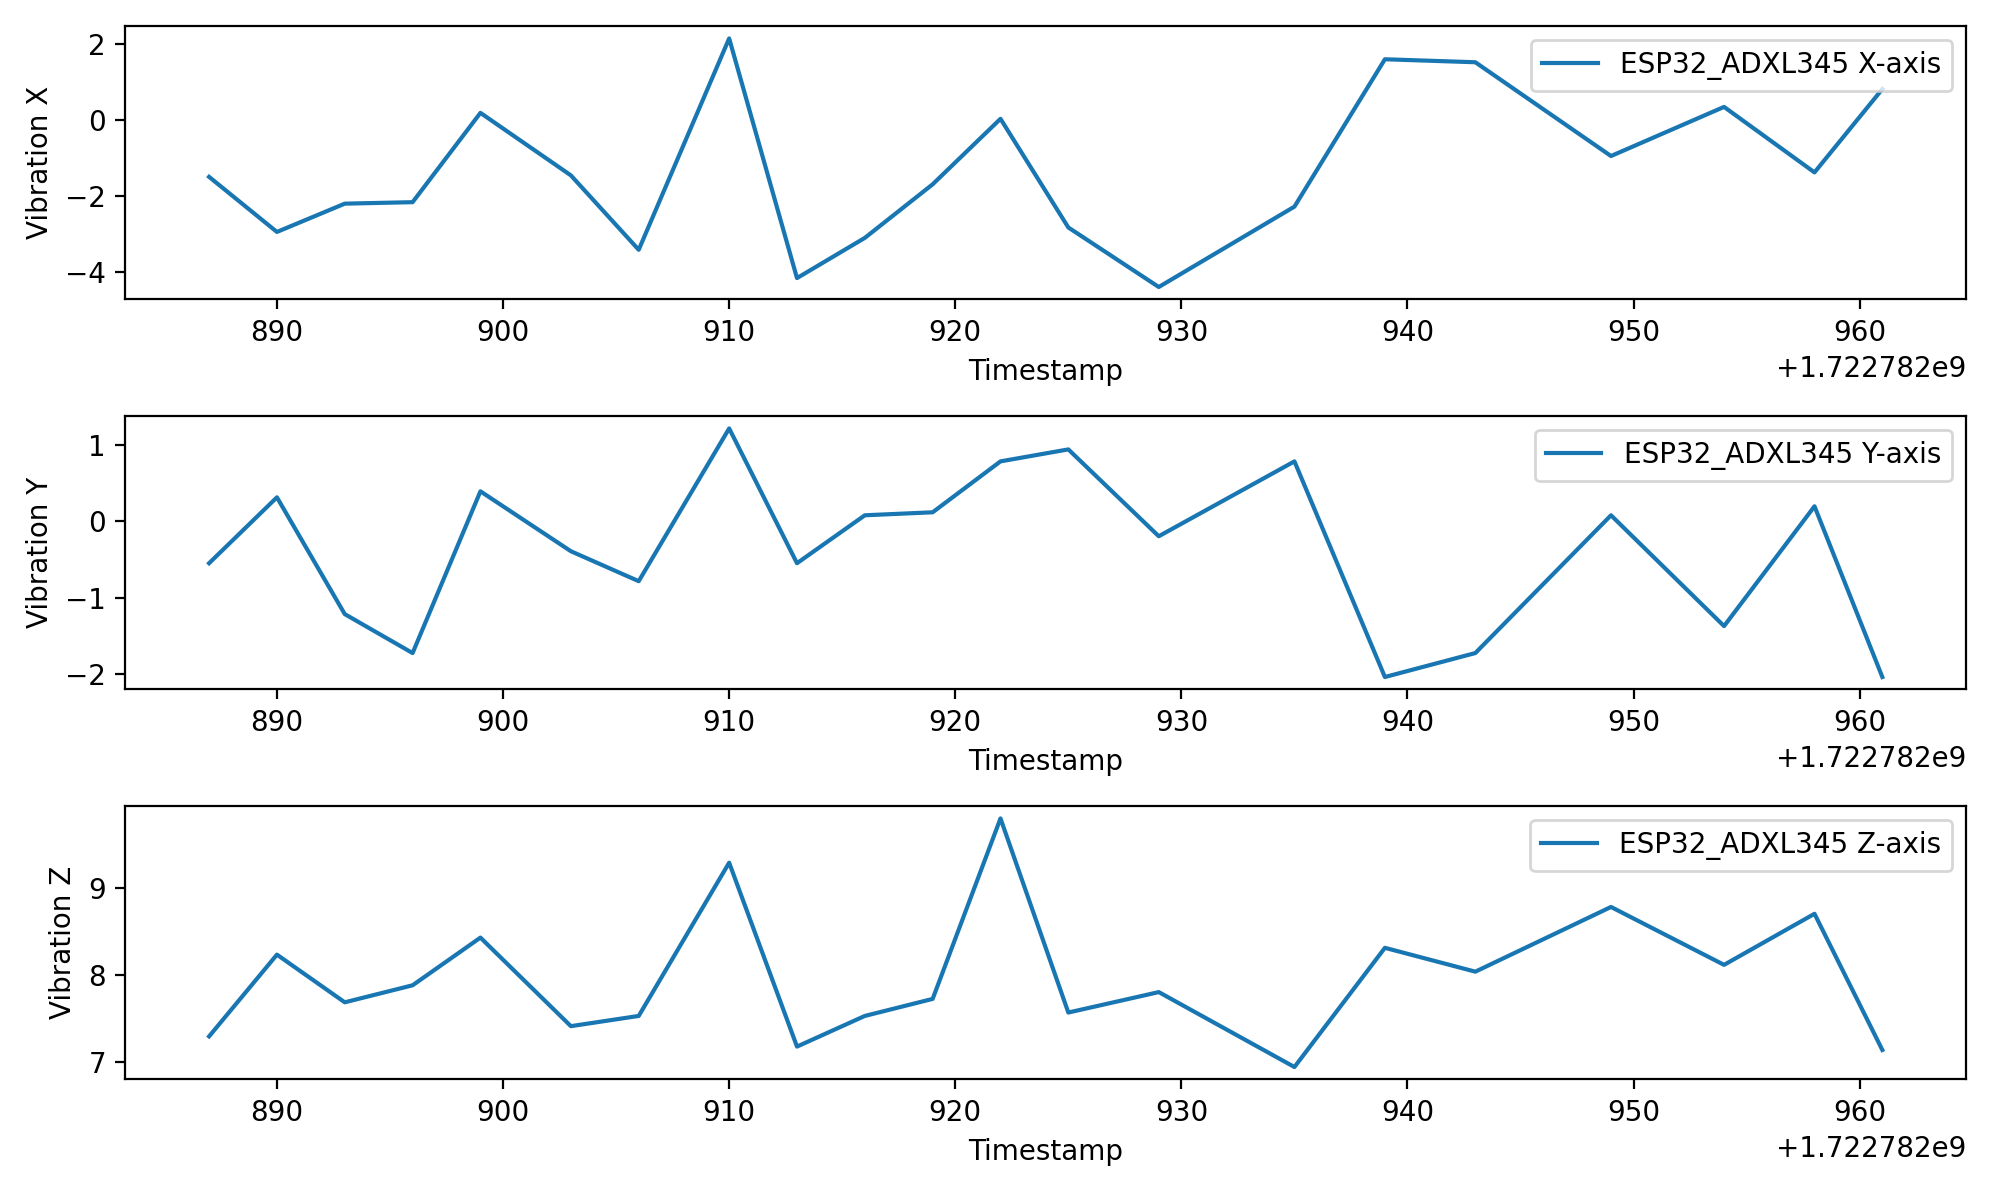 2
0
−2
−4
Vibration X
ESP32_ADXL345 X-axis
890 900 910 920 930 940 950 960
Timestamp
+1.722782e9
1
0
−1
−2
Vibration Y
ESP32_ADXL345 Y-axis
890 900 910 920 930 940 950 960
Timestamp
+1.722782e9
9
8
7
Vibration Z
ESP32_ADXL345 Z-axis
890 900 910 920 930 940 950 960
Timestamp
+1.722782e9